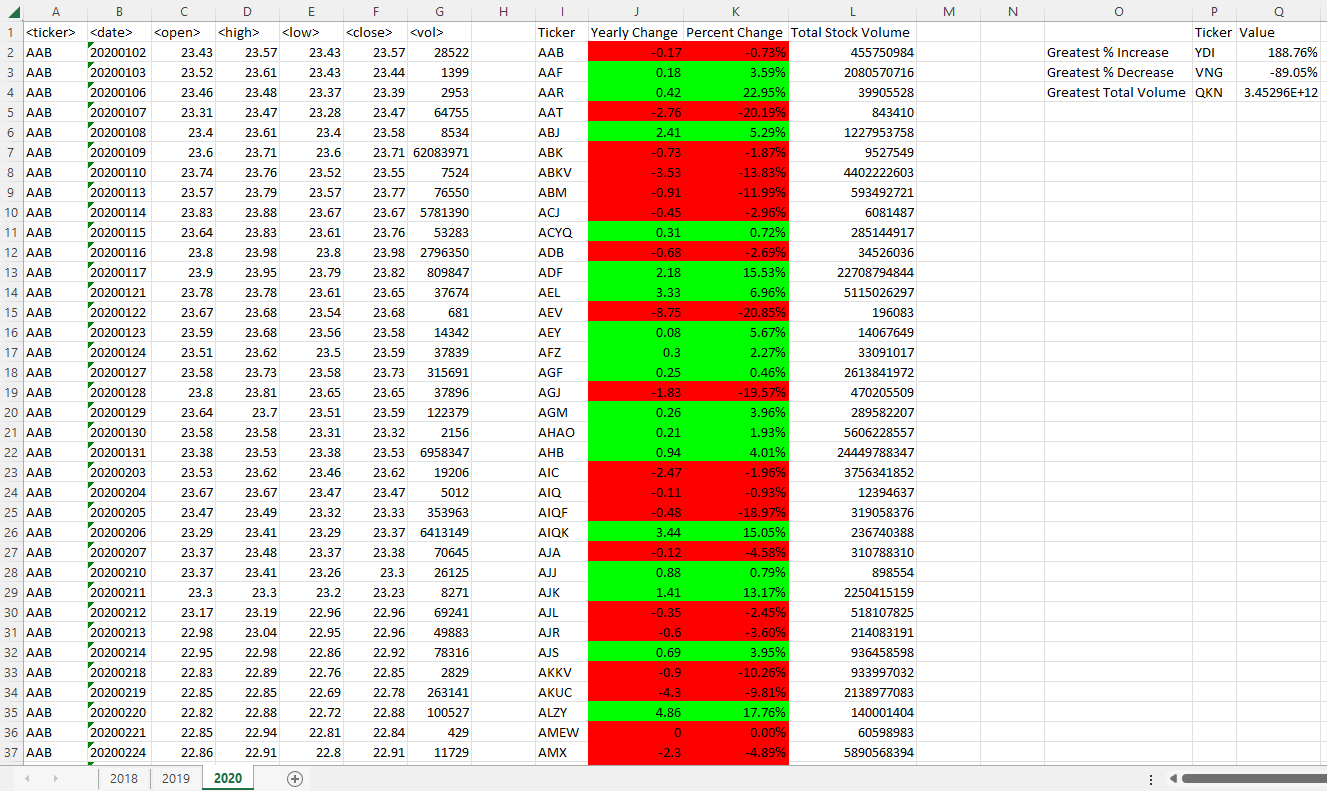 A B C D E F G H I J K L M N O P Q
1 <ticker> <date> <open> <high> <low> <close> <vol> Ticker Yearly Change Percent Change Total Stock Volume Ticker Value
2 AAB 20200102 23.43 23.57 23.43 23.57 28522 AAB -0.17 -0.73% 455750984 Greatest % Increase YDI 188.76%
3 AAB 20200103 23.52 23.61 23.43 23.44 1399 AAF 0.18 3.59% 2080570716 Greatest % Decrease VNG -89.05%
4 AAB 20200106 23.46 23.48 23.37 23.39 2953 AAR 0.42 22.95% 39905528 Greatest Total Volume QKN 3.45296E+12
5 AAB 20200107 23.31 23.47 23.28 23.47 64755 AAT -2.76 -20.19% 843410
6 AAB 20200108 23.4 23.61 23.4 23.58 8534 ABJ 2.41 5.29% 1227953758
7 AAB 20200109 23.6 23.71 23.6 23.71 62083971 ABK -0.73 -1.87% 9527549
8 AAB 20200110 23.74 23.76 23.52 23.55 7524 ABKV -3.53 -13.83% 4402222603
9 AAB 20200113 23.57 23.79 23.57 23.77 76550 ABM -0.91 -11.99% 593492721
10 AAB 20200114 23.83 23.88 23.67 23.67 5781390 ACJ -0.45 -2.96% 6081487
11 AAB 20200115 23.64 23.83 23.61 23.76 53283 ACYQ 0.31 0.72% 285144917
12 AAB 20200116 23.8 23.98 23.8 23.98 2796350 ADB -0.68 -2.69% 34526036
13 AAB 20200117 23.9 23.95 23.79 23.82 809847 ADF 2.18 15.53% 22708794844
14 AAB 20200121 23.78 23.78 23.61 23.65 37674 AEL 3.33 6.96% 5115026297
15 AAB 20200122 23.67 23.68 23.54 23.68 681 AEV -8.75 -20.85% 196083
16 AAB 20200123 23.59 23.68 23.56 23.58 14342 AEY 0.08 5.67% 14067649
17 AAB 20200124 23.51 23.62 23.5 23.59 37839 AFZ 0.3 2.27% 33091017
18 AAB 20200127 23.58 23.73 23.58 23.73 315691 AGF 0.25 0.46% 2613841972
19 AAB 20200128 23.8 23.81 23.65 23.65 37896 AGJ -1.83 -19.57% 470205509
20 AAB 20200129 23.64 23.7 23.51 23.59 122379 AGM 0.26 3.96% 289582207
21 AAB 20200130 23.58 23.58 23.31 23.32 2156 AHAO 0.21 1.93% 5606228557
22 AAB 20200131 23.38 23.53 23.38 23.53 6958347 AHB 0.94 4.01% 24449788347
23 AAB 20200203 23.53 23.62 23.46 23.62 19206 AIC -2.47 -1.96% 3756341852
24 AAB 20200204 23.67 23.67 23.47 23.47 5012 AIQ -0.11 -0.93% 12394637
25 AAB 20200205 23.47 23.49 23.32 23.33 353963 AIQF -0.48 -18.97% 319058376
26 AAB 20200206 23.29 23.41 23.29 23.37 6413149 AIQK 3.44 15.05% 236740388
27 AAB 20200207 23.37 23.48 23.37 23.38 70645 AJA -0.12 -4.58% 310788310
28 AAB 20200210 23.37 23.41 23.26 23.3 26125 AJJ 0.88 0.79% 898554
29 AAB 20200211 23.3 23.3 23.2 23.23 8271 AJK 1.41 13.17% 2250415159
30 AAB 20200212 23.17 23.19 22.96 22.96 69241 AJL -0.35 -2.45% 518107825
31 AAB 20200213 22.98 23.04 22.95 22.96 49883 AJR -0.6 -3.60% 214083191
32 AAB 20200214 22.95 22.98 22.86 22.92 78316 AJS 0.69 3.95% 936458598
33 AAB 20200218 22.83 22.89 22.76 22.85 2829 AKKV -0.9 -10.26% 933997032
34 AAB 20200219 22.85 22.85 22.69 22.78 263141 AKUC -4.3 -9.81% 2138977083
35 AAB 20200220 22.82 22.88 22.72 22.88 100527 ALZY 4.86 17.76% 140001404
36 AAB 20200221 22.85 22.94 22.81 22.84 429 AMEW 0 0.00% 60598983
37 AAB 20200224 22.86 22.91 22.8 22.91 11729 AMX -2.3 -4.89% 5890568394
2018 2019 2020